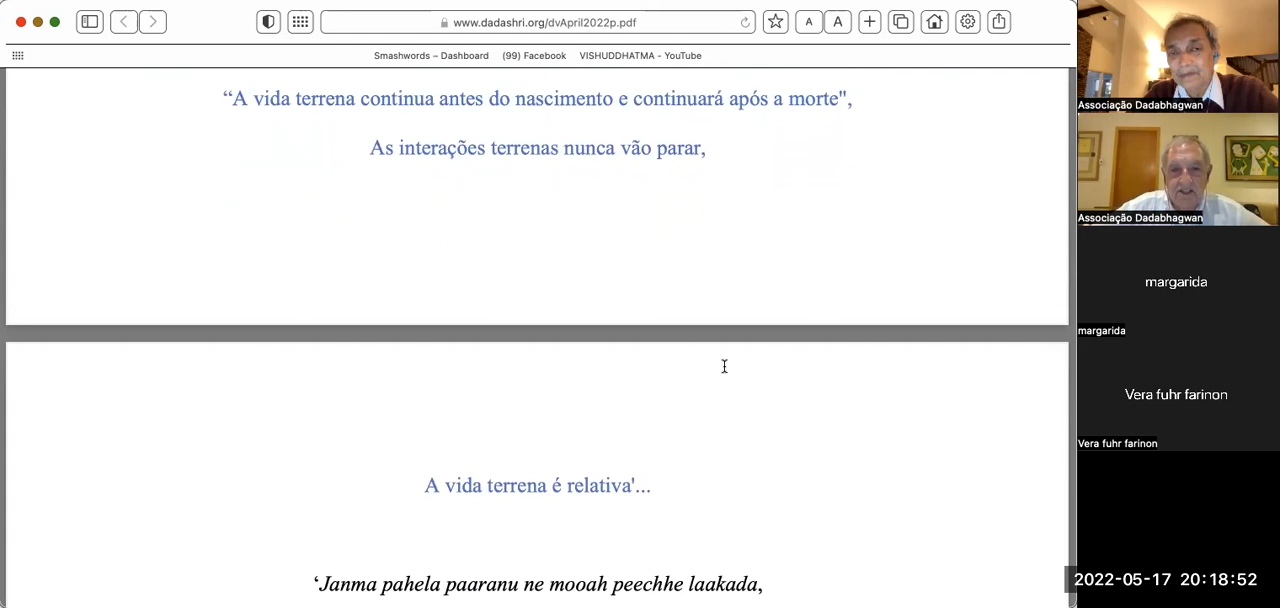 www.dadashri.org/dvApril2022p.pdf
A A
Smashwords – Dashboard (99) Facebook VISHUDDHATMA - YouTube
“A vida terrena continua antes do nascimento e continuará após a morte",
As interações terrenas nunca vão parar,
A vida terrena é relativa'...
‘Janma pahela paaranu ne mooah peechhe laakada,
Associação Dadabhagwan
Associação Dadabhagwan
margarida
margarida
Vera fuhr farinon
Vera fuhr farinon
2022-05-17 20:18:52